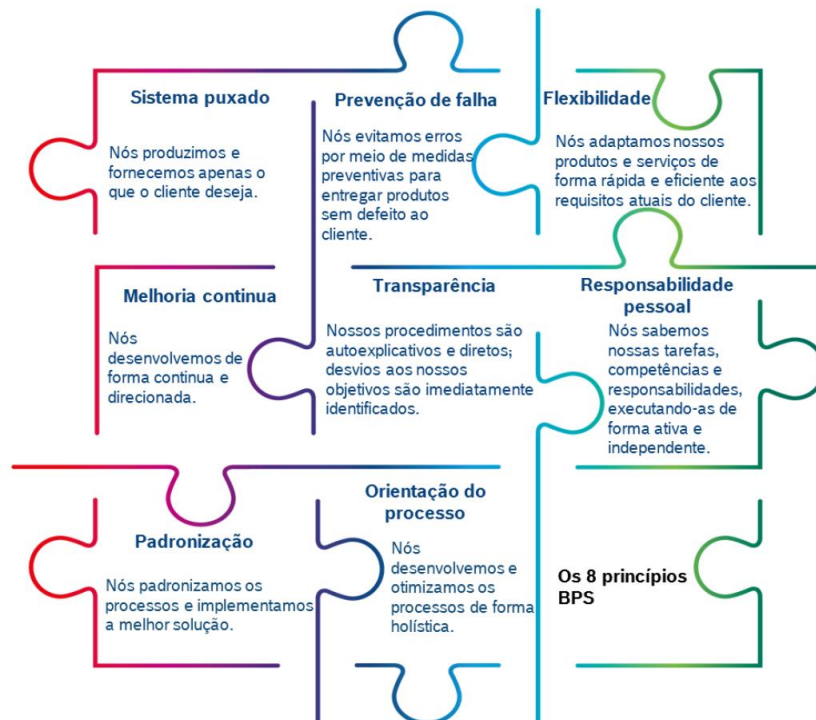 Sistema puxado
Nós produzimos e
fornecemos apenas o
que o cliente deseja.
Prevenção de falha
Nós evitamos erros
por meio de medidas
preventivas para
entregar produtos
sem defeito ao
cliente.
Flexibilidade
Nós adaptamos nossos
produtos e serviços de
forma rápida e eficiente aos
requisitos atuais do cliente.
Melhoria continua
Nós
desenvolvemos de
forma continua e
direcionada.
Transparência
Nossos procedimentos são
autoexplicativos e diretos;
desvios aos nossos
objetivos são imediatamente
identificados.
Responsabilidade
pessoal
Nós sabemos
nossas tarefas,
competências e
responsabilidades,
executando-as de
forma ativa e
independente.
Padronização
Nós padronizamos os
processos e implementamos
a melhor solução.
Orientação do
processo
Nós
desenvolvemos e
otimizamos os
processos de forma
holística.
Os 8 princípios
BPS